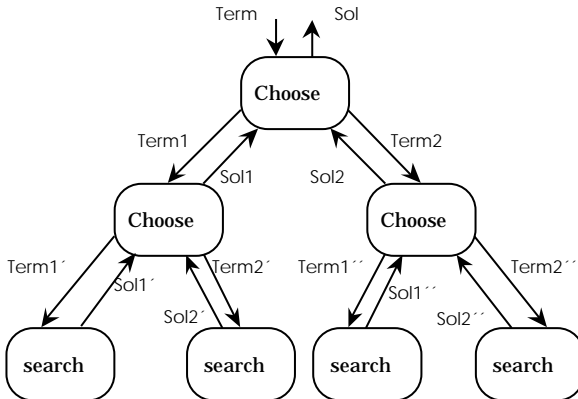 Term Sol
Choose
Term1 Term2
Sol1 Sol2
Choose Choose
Term1´ Term2´ Term1´´ Term2´´
Sol1´ Sol2´ Sol1´´ Sol2´´
search search search search